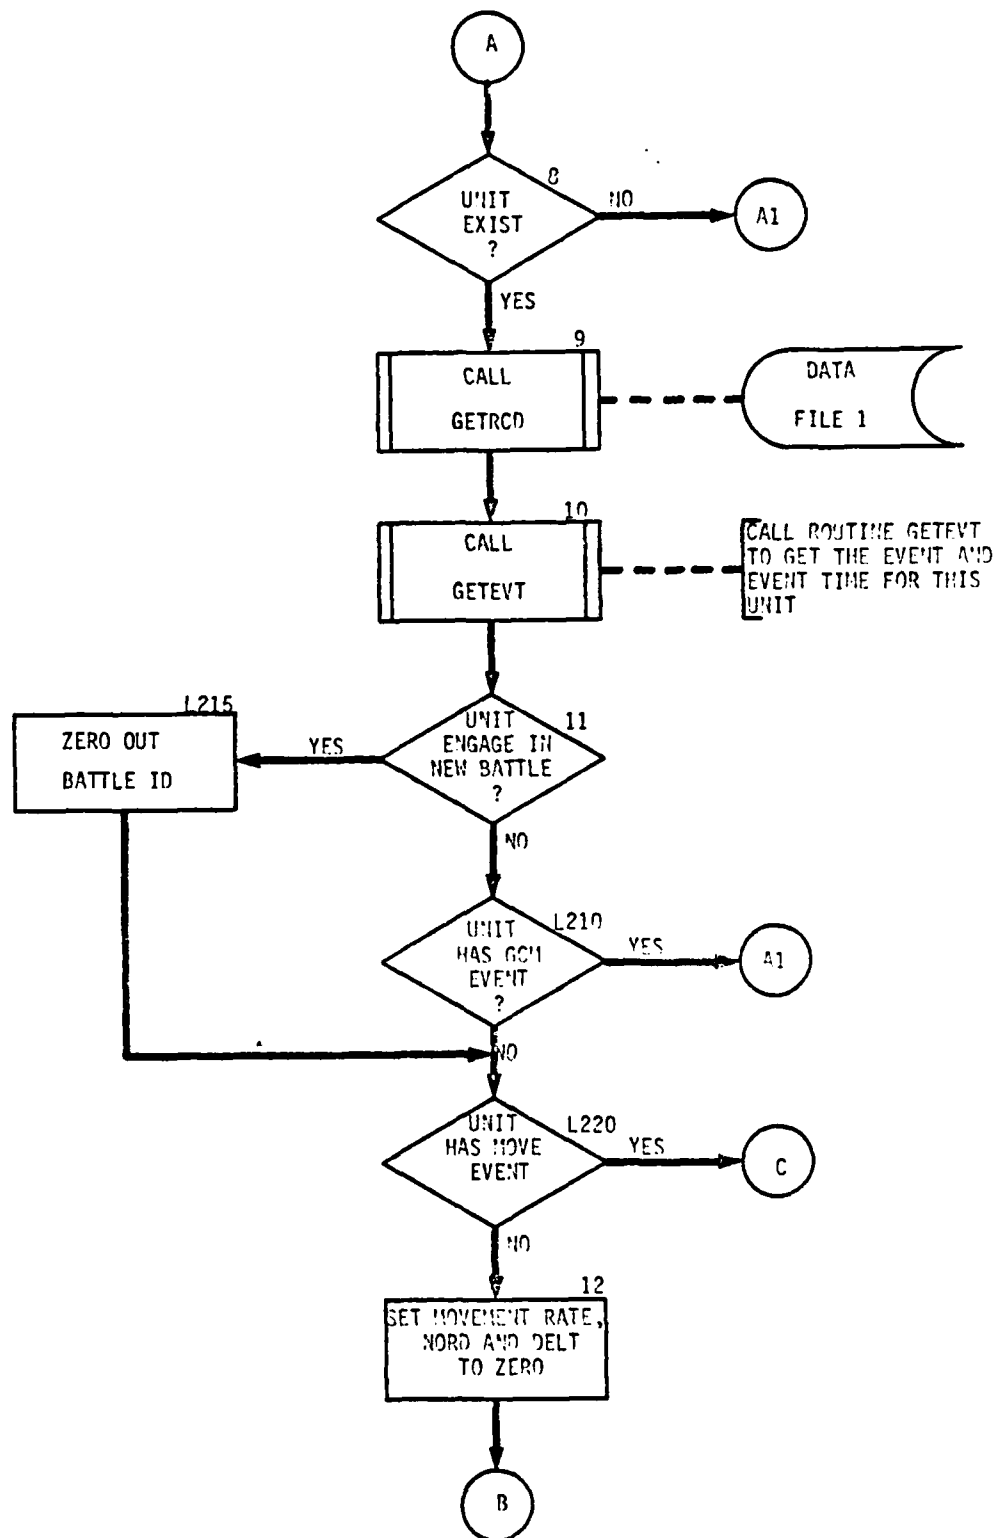 A
8
UNIT
EXIST
?
NO
A1
YES
9
CALL
GETRCD
DATA
FILE 1
10
CALL
GETEVT
CALL ROUTINE GETEVT
TO GET THE EVENT AND
EVENT TIME FOR THIS
UNIT
L215
ZERO OUT
BATTLE ID
YES
11
UNIT
ENGAGE IN
NEW BATTLE
?
NO
L210
UNIT
HAS GCM
EVENT
?
YES
A1
NO
L220
UNIT
HAS MOVE
EVENT
YES
C
NO
12
SET MOVEMENT RATE,
NORD AND DELT
TO ZERO
B